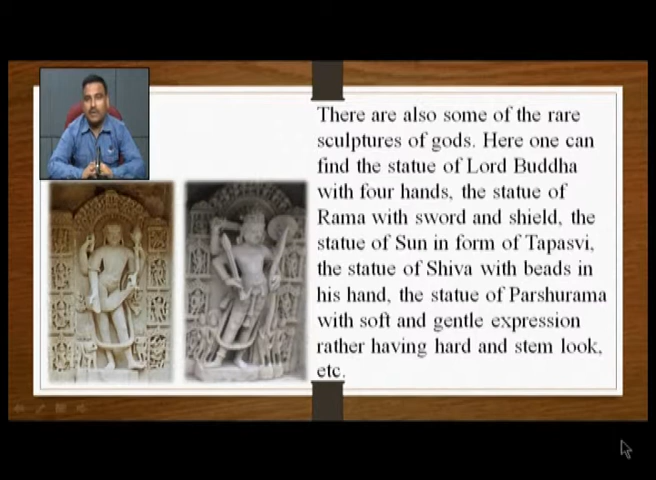 There are also some of the rare
sculptures of gods. Here one can
find the statue of Lord Buddha
with four hands, the statue of
Rama with sword and shield, the
statue of Sun in form of Tapasvi,
the statue of Shiva with beads in
his hand, the statue of Parshurama
with soft and gentle expression
rather having hard and stem look,
etc.